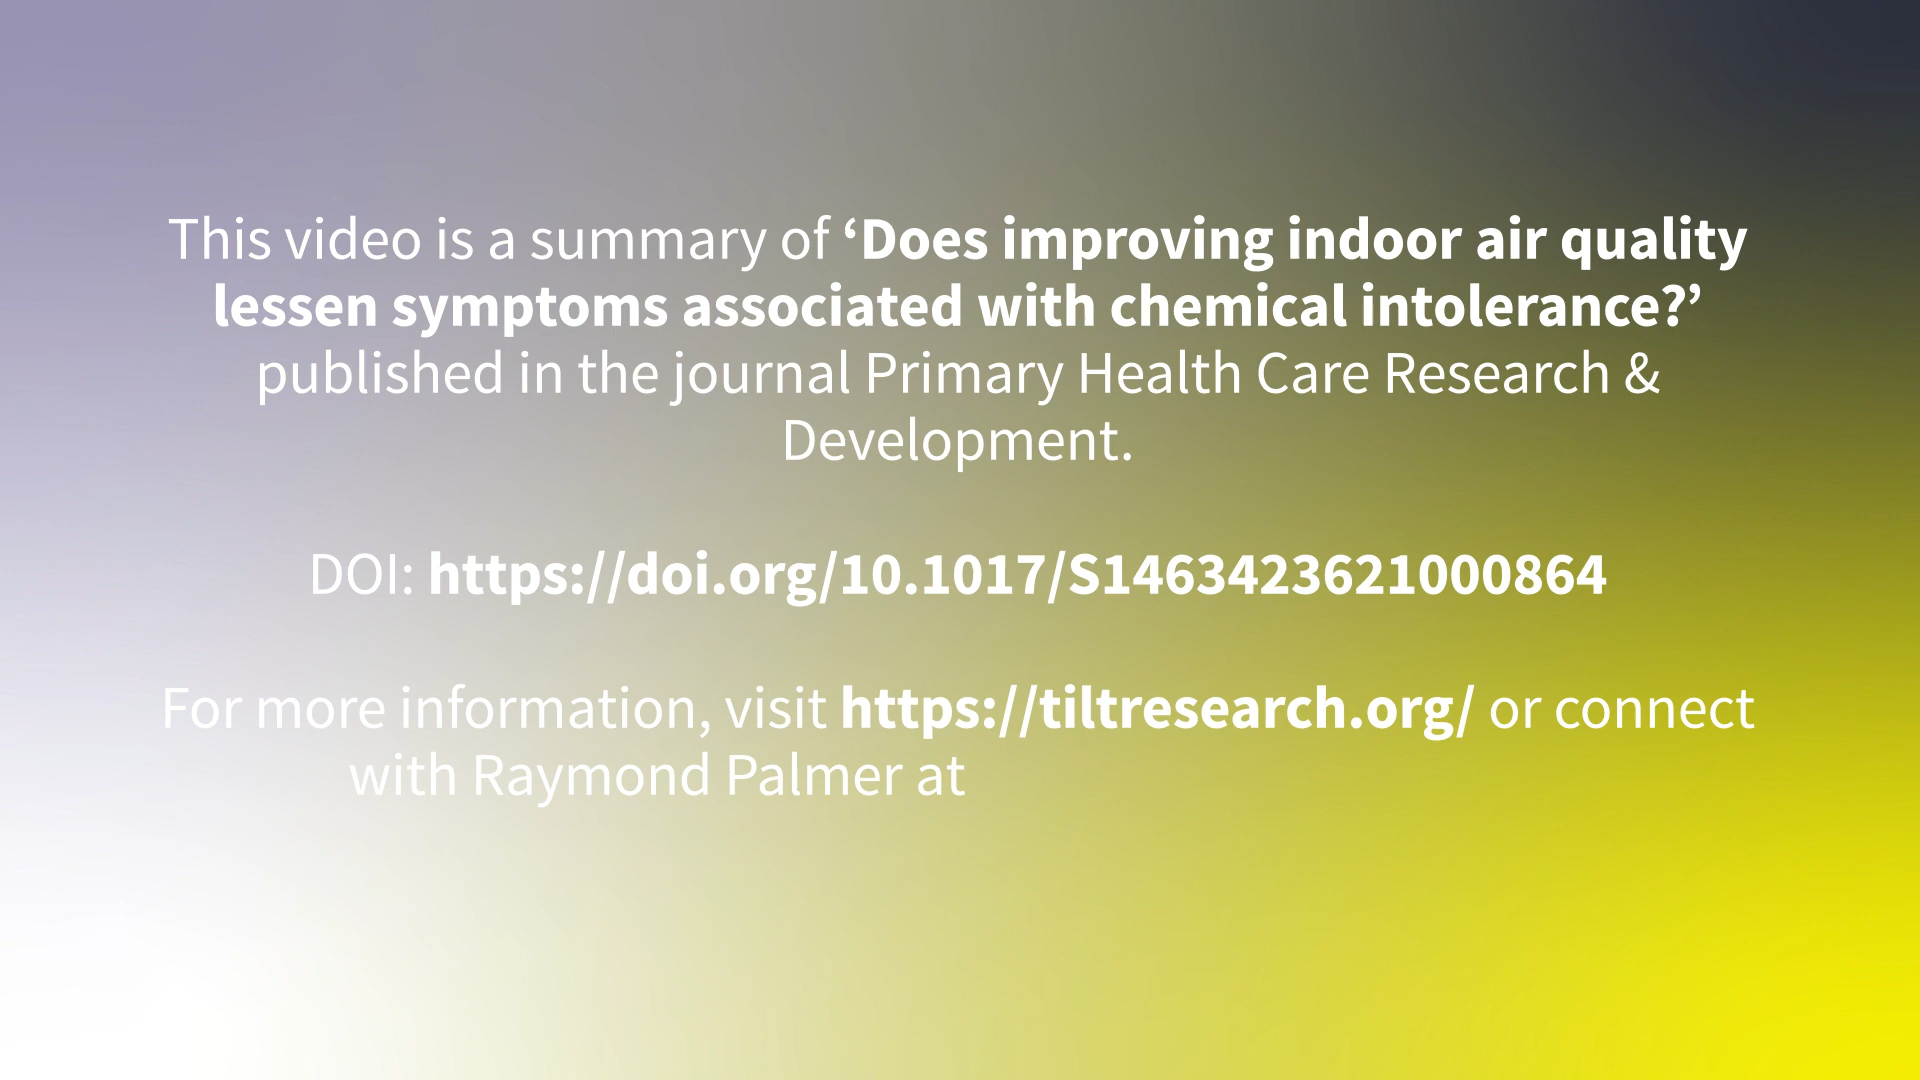 This video is a summary of ‘Does improving indoor air quality
lessen symptoms associated with chemical intolerance?’
published in the journal Primary Health Care Research &
Development.
DOI: https://doi.org/10.1017/S1463423621000864
For more information, visit https://tiltresearch.org/ or connect
with Raymond Palmer at